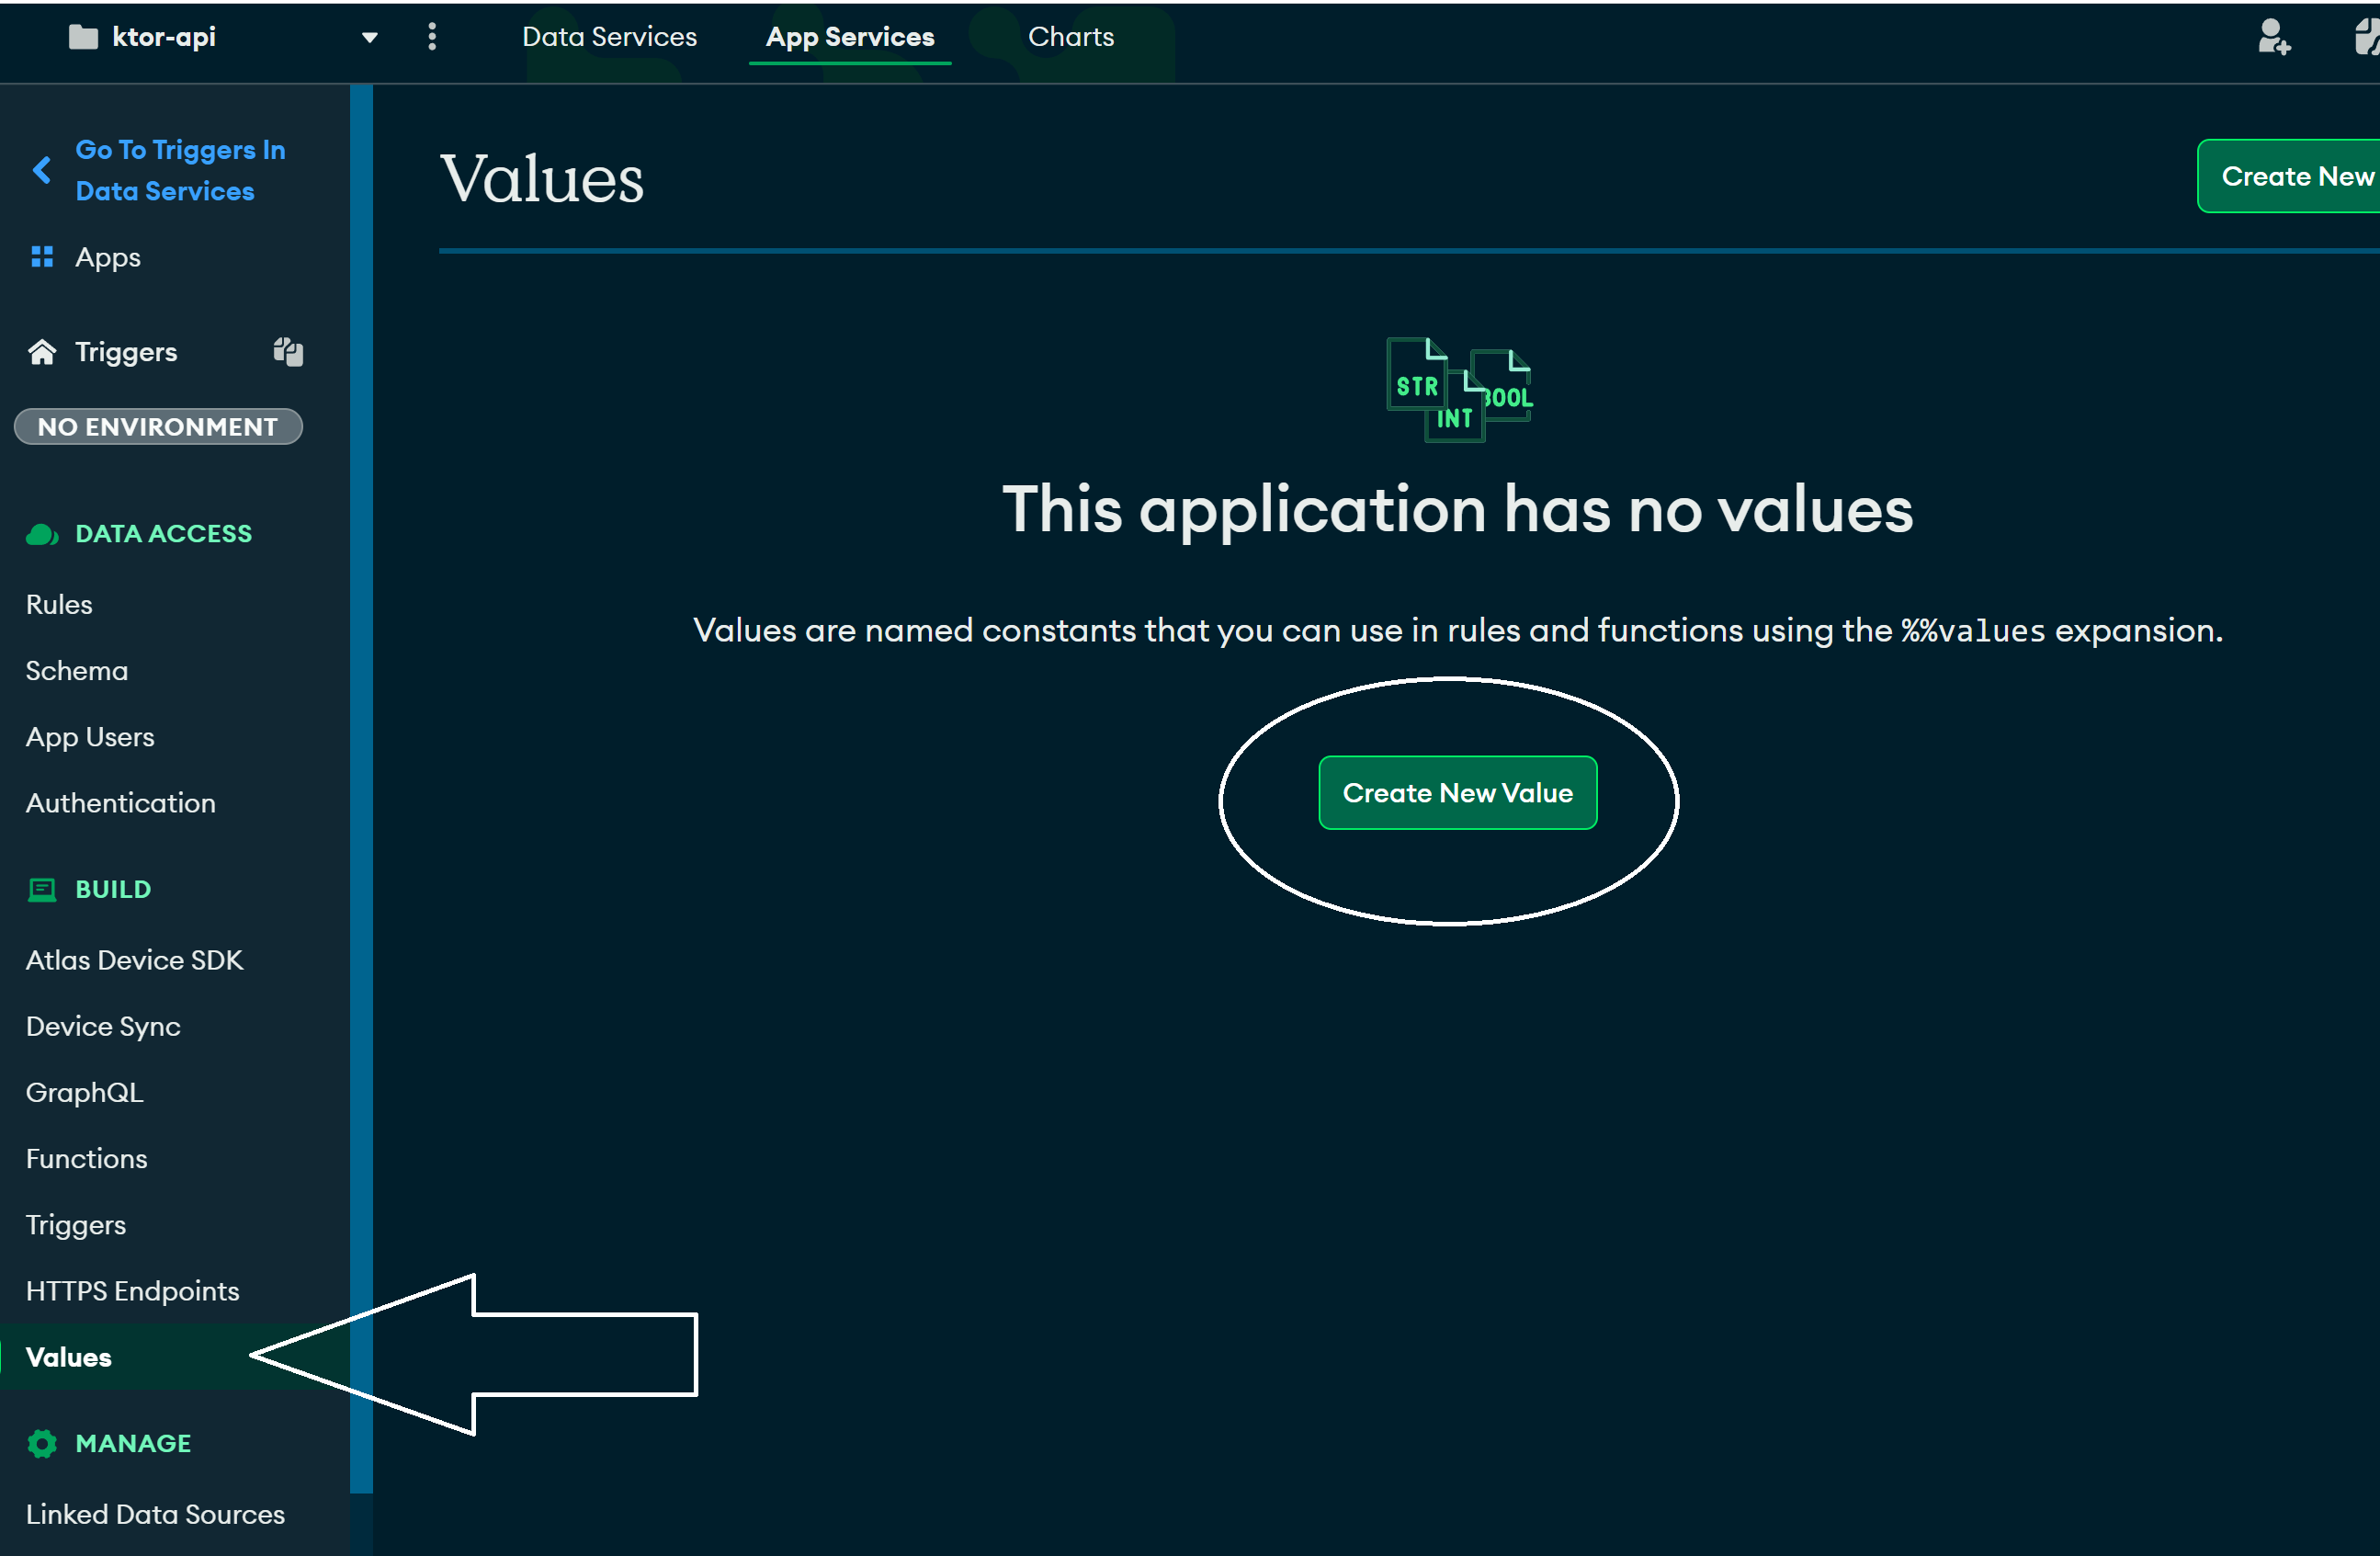 ktor-api
Data Services
App Services
Charts
Go To Triggers In
Data Services
Apps
Triggers
NO ENVIRONMENT
DATA ACCESS
Rules
Schema
App Users
Authentication
BUILD
Atlas Device SDK
Device Sync
GraphQL
Functions
Triggers
HTTPS Endpoints
Values
MANAGE
Linked Data Sources
Values
Create New
STR
INT
BOOL
This application has no values
Values are named constants that you can use in rules and functions using the %%values expansion.
Create New Value